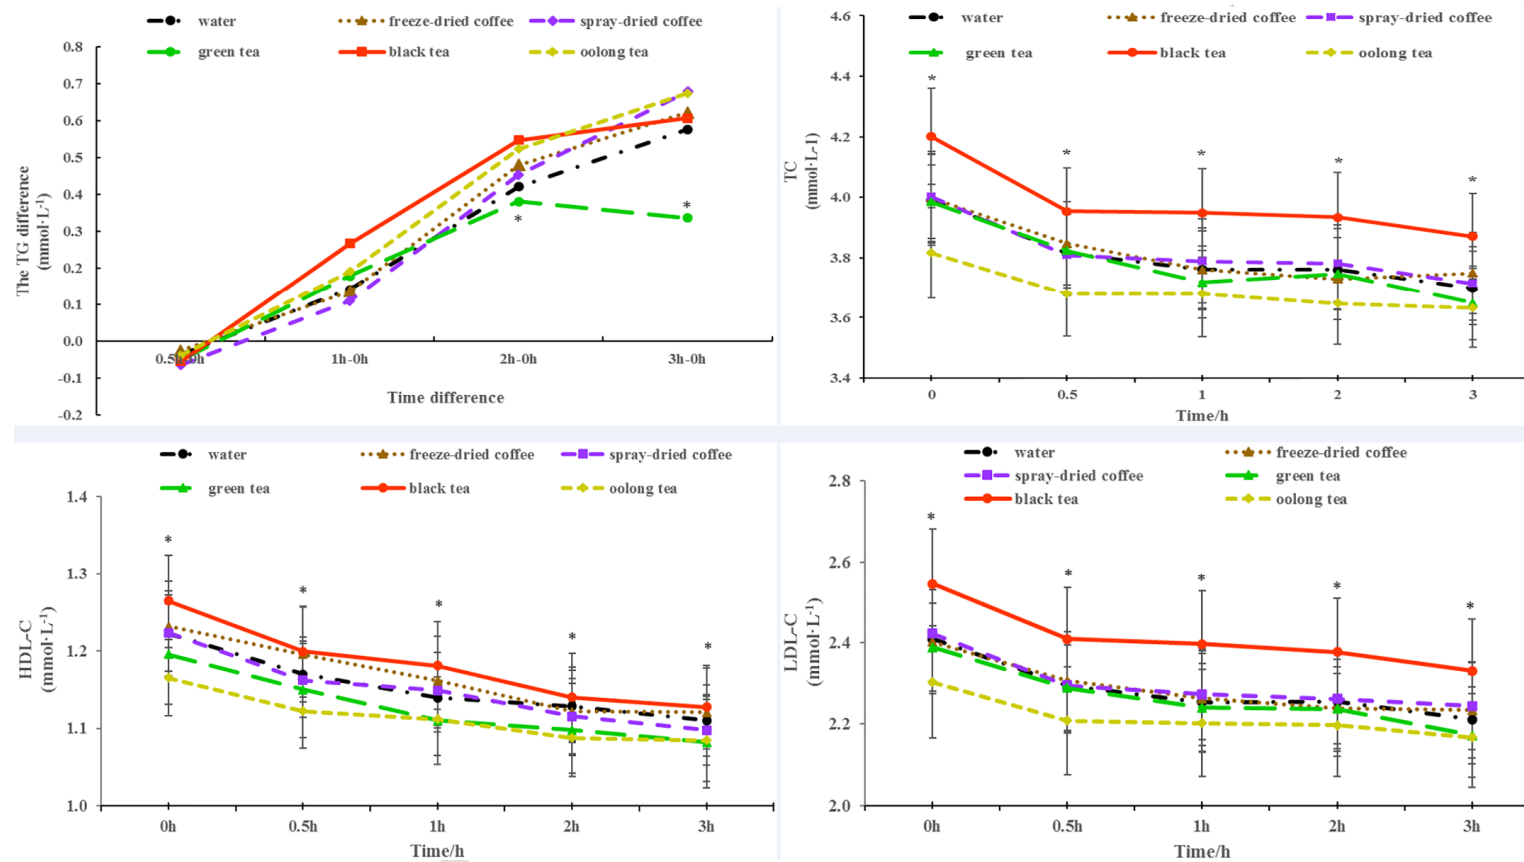 water freeze-dried coffee spray-dried coffee
green tea black tea oolong tea
The TG difference
(mmol·L⁻¹)
0.8
0.7
0.6
0.5
0.4
0.3
0.2
0.1
0.0
-0.1
-0.2
*
*
0.5h-0h 1h-0h 2h-0h 3h-0h
Time difference
water freeze-dried coffee spray-dried coffee
green tea black tea oolong tea
TC
(mmol·L-1)
4.6
4.4
4.2
4.0
3.8
3.6
3.4
* * * * *
0 0.5 1 2 3
Time/h
water freeze-dried coffee spray-dried coffee
green tea black tea oolong tea
HDL-C
(mmol·L⁻¹)
1.4
1.3
1.2
1.1
1.0
* * * * *
0h 0.5h 1h 2h 3h
Time/h
water freeze-dried coffee
spray-dried coffee green tea
black tea oolong tea
LDL-C
(mmol·L⁻¹)
2.8
2.6
2.4
2.2
2.0
* * * * *
0h 0.5h 1h 2h 3h
Time/h